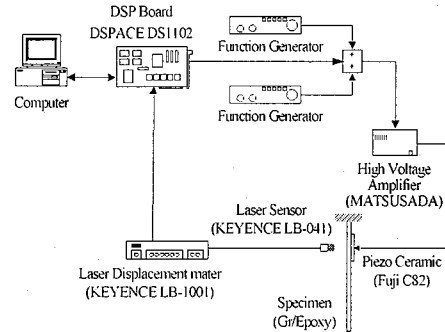 DSP Board
DSPACE DS1102
Function Generator
Computer
Function Generator
High Voltage
Amplifier
(MATSUSADA)
Laser Sensor
(KEYENCE LB-041)
Laser Displacement mater
(KEYENCE LB-1001)
Piezo Ceramic
(Fuji C82)
Specimen
(Gr/Epoxy)